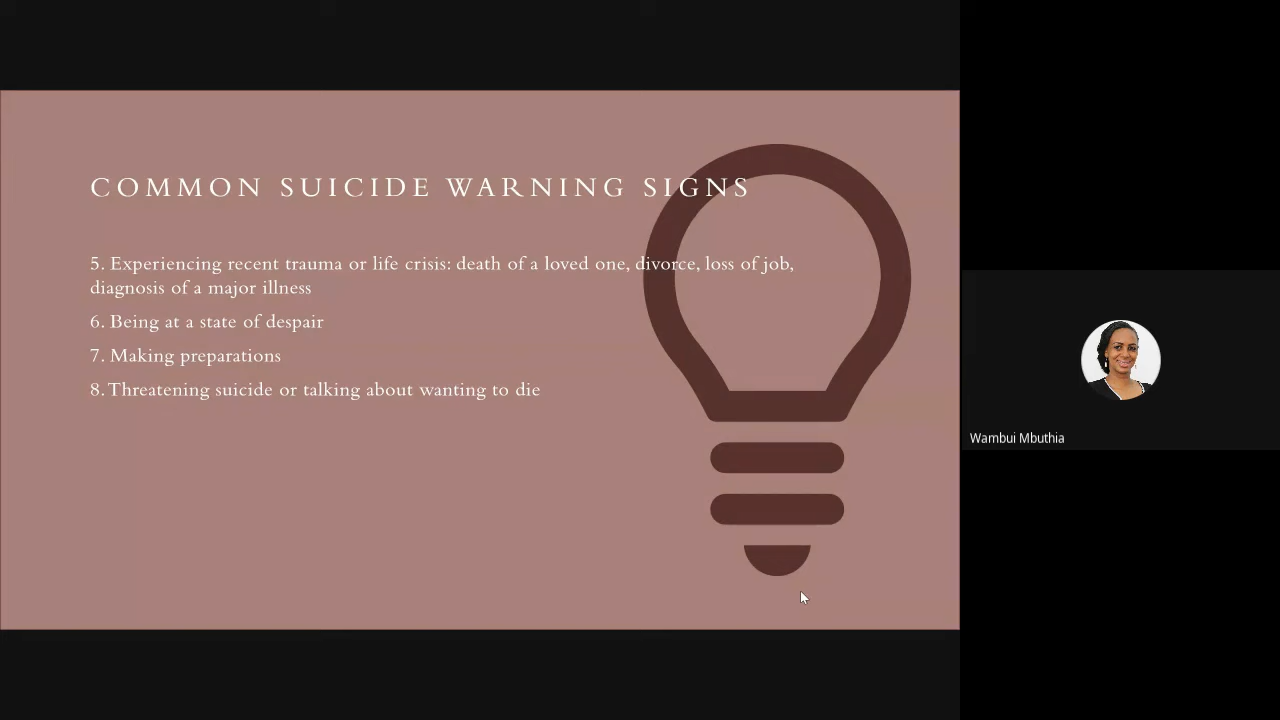 COMMON SUICIDE WARNING SIGNS
5. Experiencing recent trauma or life crisis: death of a loved one, divorce, loss of job,
diagnosis of a major illness
6. Being at a state of despair
7. Making preparations
8. Threatening suicide or talking about wanting to die
Wambui Mbuthia